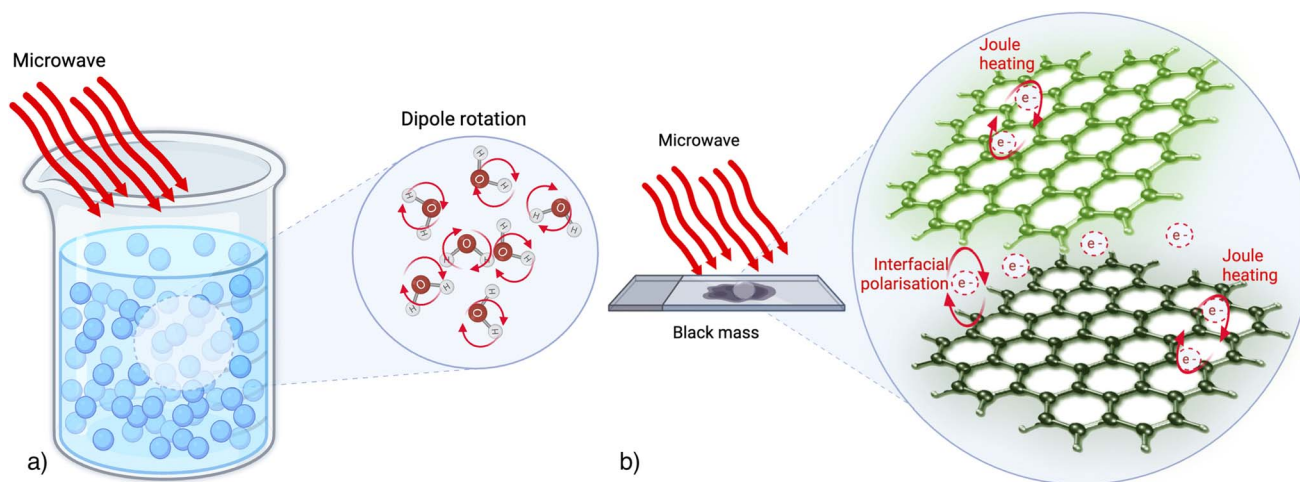 Microwave
Dipole rotation
H
O
H
H
O
H
O
H
H
H
O
H
O
H
H
H
O
H
H
O
H
a)
Microwave
Black mass
Joule
heating
e-
e-
e-
e-
e-
Interfacial
polarisation
e-
Joule
heating
e-
e-
b)